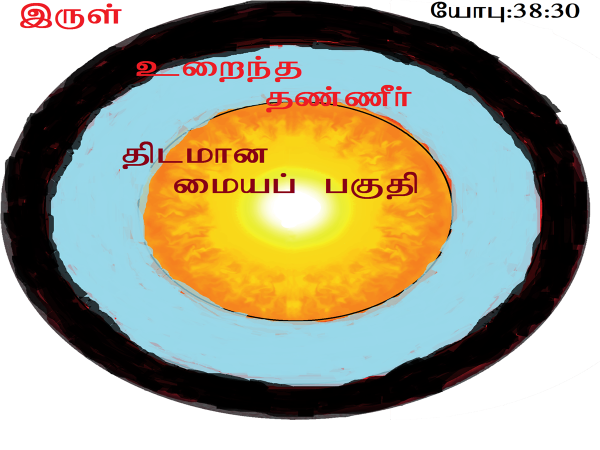 இருள்
யோபு:38:30
உறைந்த
தண்ணீர்
திடமான
மையப் பகுதி